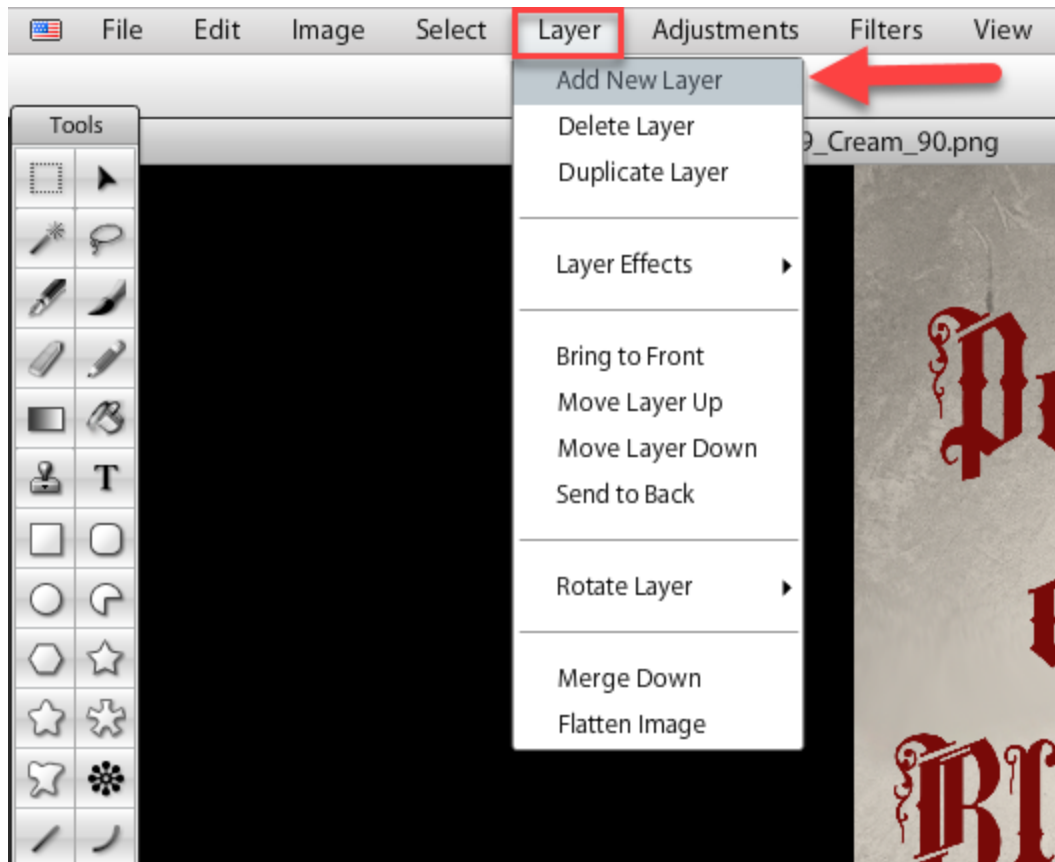 File Edit Image Select Layer Adjustments Filters View
Add New Layer
Tools
Delete Layer
9_Cream_90.png
Duplicate Layer
Layer Effects
Bring to Front
Move Layer Up
Move Layer Down
Send to Back
Rotate Layer
Merge Down
Flatten Image
T